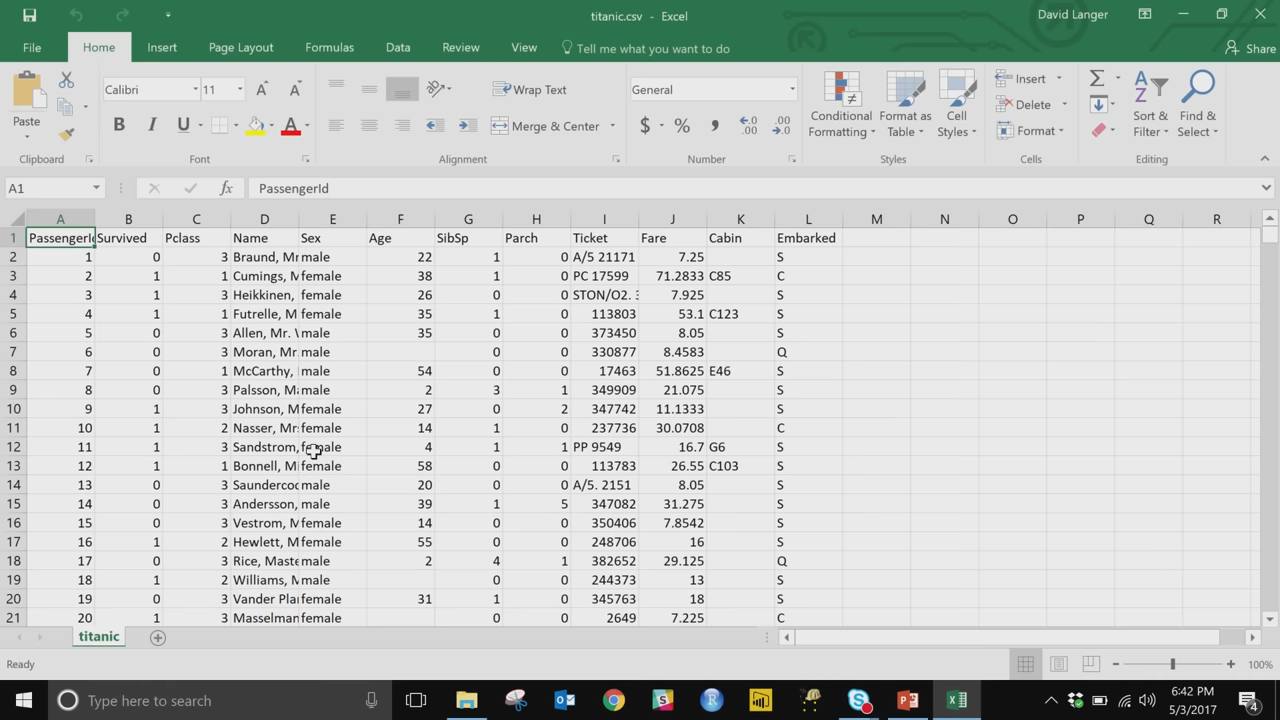 titanic.csv - Excel
David Langer
File Home Insert Page Layout Formulas Data Review View Tell me what you want to do Share
Paste
Calibri 11
B I U A
Wrap Text
Merge & Center
General
$ % ,
Conditional Formatting
Format as Table
Cell Styles
Insert
Delete
Format
Sort & Filter
Find & Select
Clipboard Font Alignment Number Styles Cells Editing
A1 fx PassengerId
A B C D E F G H I J K L M N O P Q R
1 PassengerId Survived Pclass Name Sex Age SibSp Parch Ticket Fare Cabin Embarked
2 1 0 3 Braund, Mr male 22 1 0 A/5 21171 7.25 S
3 2 1 1 Cumings, M female 38 1 0 PC 17599 71.2833 C85 C
4 3 1 3 Heikkinen, female 26 0 0 STON/O2. 3 7.925 S
5 4 1 1 Futrelle, M female 35 1 0 113803 53.1 C123 S
6 5 0 3 Allen, Mr. W male 35 0 0 373450 8.05 S
7 6 0 3 Moran, Mr. male 0 0 330877 8.4583 Q
8 7 0 1 McCarthy, male 54 0 0 17463 51.8625 E46 S
9 8 0 3 Palsson, Ma male 2 3 1 349909 21.075 S
10 9 1 3 Johnson, M female 27 0 2 347742 11.1333 S
11 10 1 2 Nasser, Mrs female 14 1 0 237736 30.0708 C
12 11 1 3 Sandstrom, female 4 1 1 PP 9549 16.7 G6 S
13 12 1 1 Bonnell, Mi female 58 0 0 113783 26.55 C103 S
14 13 0 3 Saundercoc male 20 0 0 A/5. 2151 8.05 S
15 14 0 3 Andersson, male 39 1 5 347082 31.275 S
16 15 0 3 Vestrom, M female 14 0 0 350406 7.8542 S
17 16 1 2 Hewlett, M female 55 0 0 248706 16 S
18 17 0 3 Rice, Maste male 2 4 1 382652 29.125 Q
19 18 1 2 Williams, M male 0 0 244373 13 S
20 19 0 3 Vander Plan female 31 1 0 345763 18 S
21 20 1 3 Masselman female 0 0 2649 7.225 C
titanic
Ready 100%
Type here to search
6:42 PM
5/3/2017
4